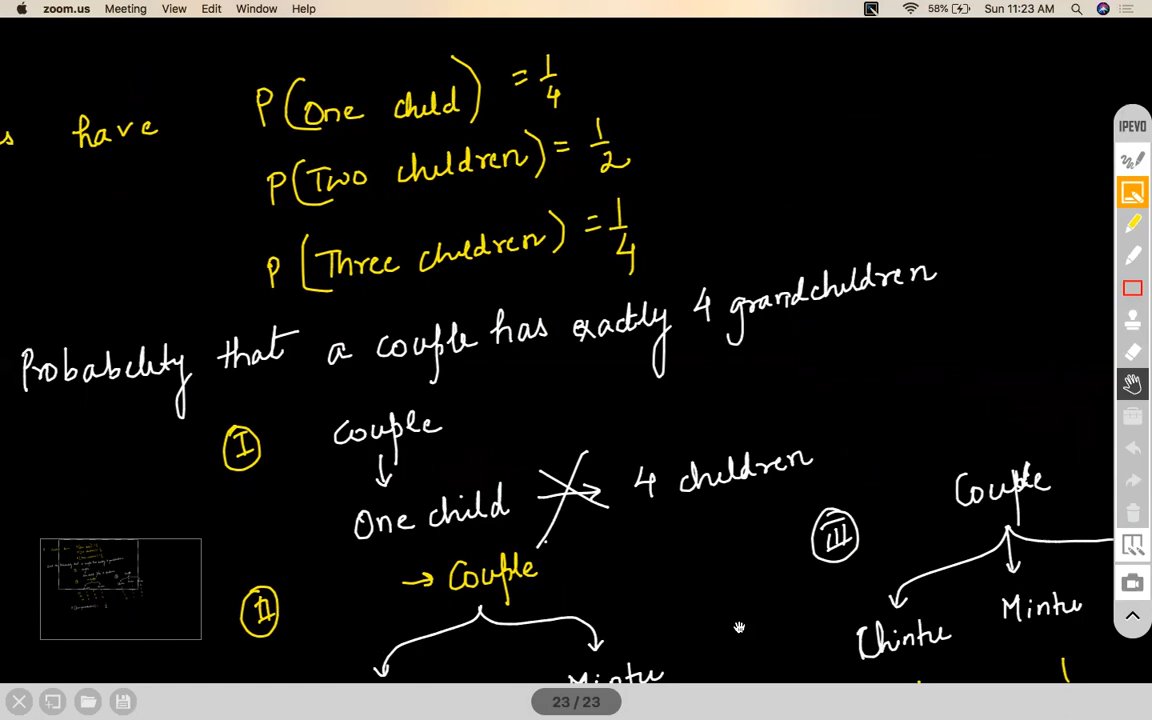 zoom.us Meeting View Edit Window Help
58% Sun 11:23 AM
IPEVO
s have
P(One child) = 1/4
P(Two children) = 1/2
P(Three children) = 1/4
Probability that a couple has exactly 4 grandchildren
I Couple
One child → 4 children
II → Couple
Mintu
III Couple
Chintu Mintu
23 / 23